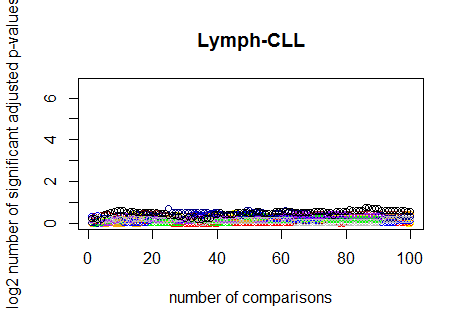 Lymph-CLL
log2 number of significant adjusted p-values
6
4
2
0
0 20 40 60 80 100
number of comparisons